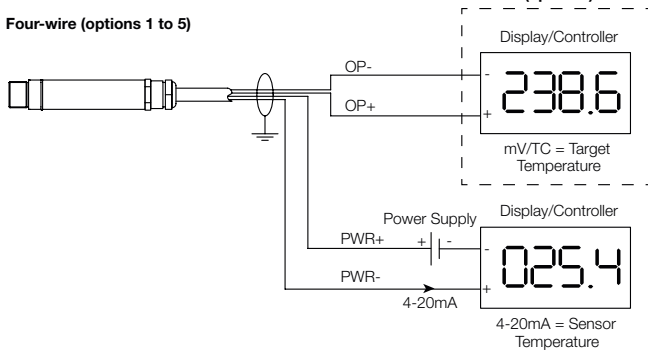 Four-wire (options 1 to 5)
Display/Controller
OP-
-
238.6
OP+
+
mV/TC = Target
Temperature
Display/Controller
Power Supply
PWR+
+
-
-
025.4
PWR-
+
4-20mA
4-20mA = Sensor
Temperature